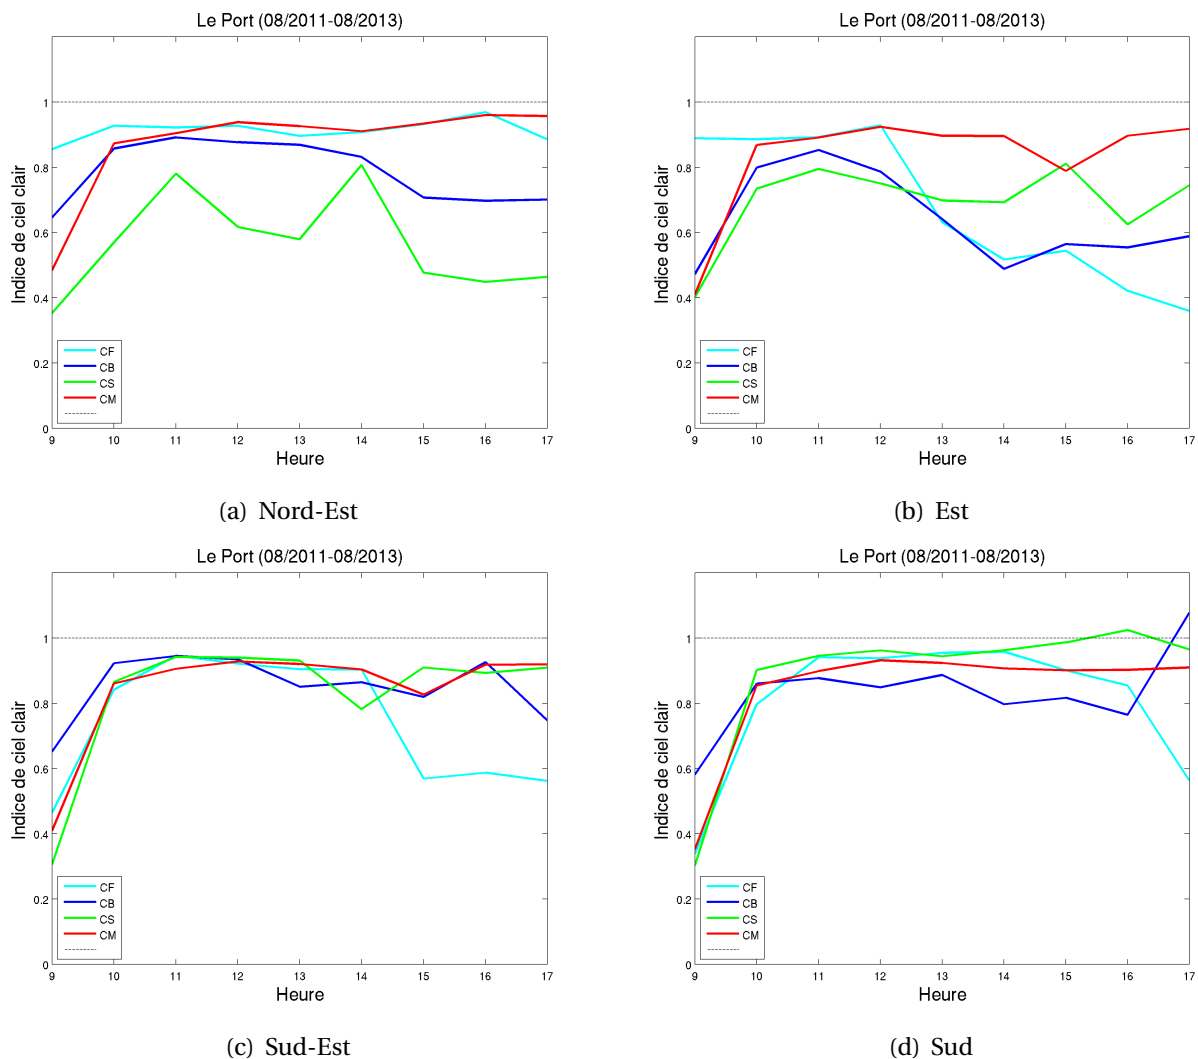 Le Port (08/2011-08/2013)
Indice de ciel clair
1
0.8
0.6
0.4
0.2
0
CF
CB
CS
CM
9 10 11 12 13 14 15 16 17
Heure
(a) Nord-Est
Le Port (08/2011-08/2013)
Indice de ciel clair
1
0.8
0.6
0.4
0.2
0
CF
CB
CS
CM
9 10 11 12 13 14 15 16 17
Heure
(b) Est
Le Port (08/2011-08/2013)
Indice de ciel clair
1
0.8
0.6
0.4
0.2
0
CF
CB
CS
CM
9 10 11 12 13 14 15 16 17
Heure
(c) Sud-Est
Le Port (08/2011-08/2013)
Indice de ciel clair
1
0.8
0.6
0.4
0.2
0
CF
CB
CS
CM
9 10 11 12 13 14 15 16 17
Heure
(d) Sud